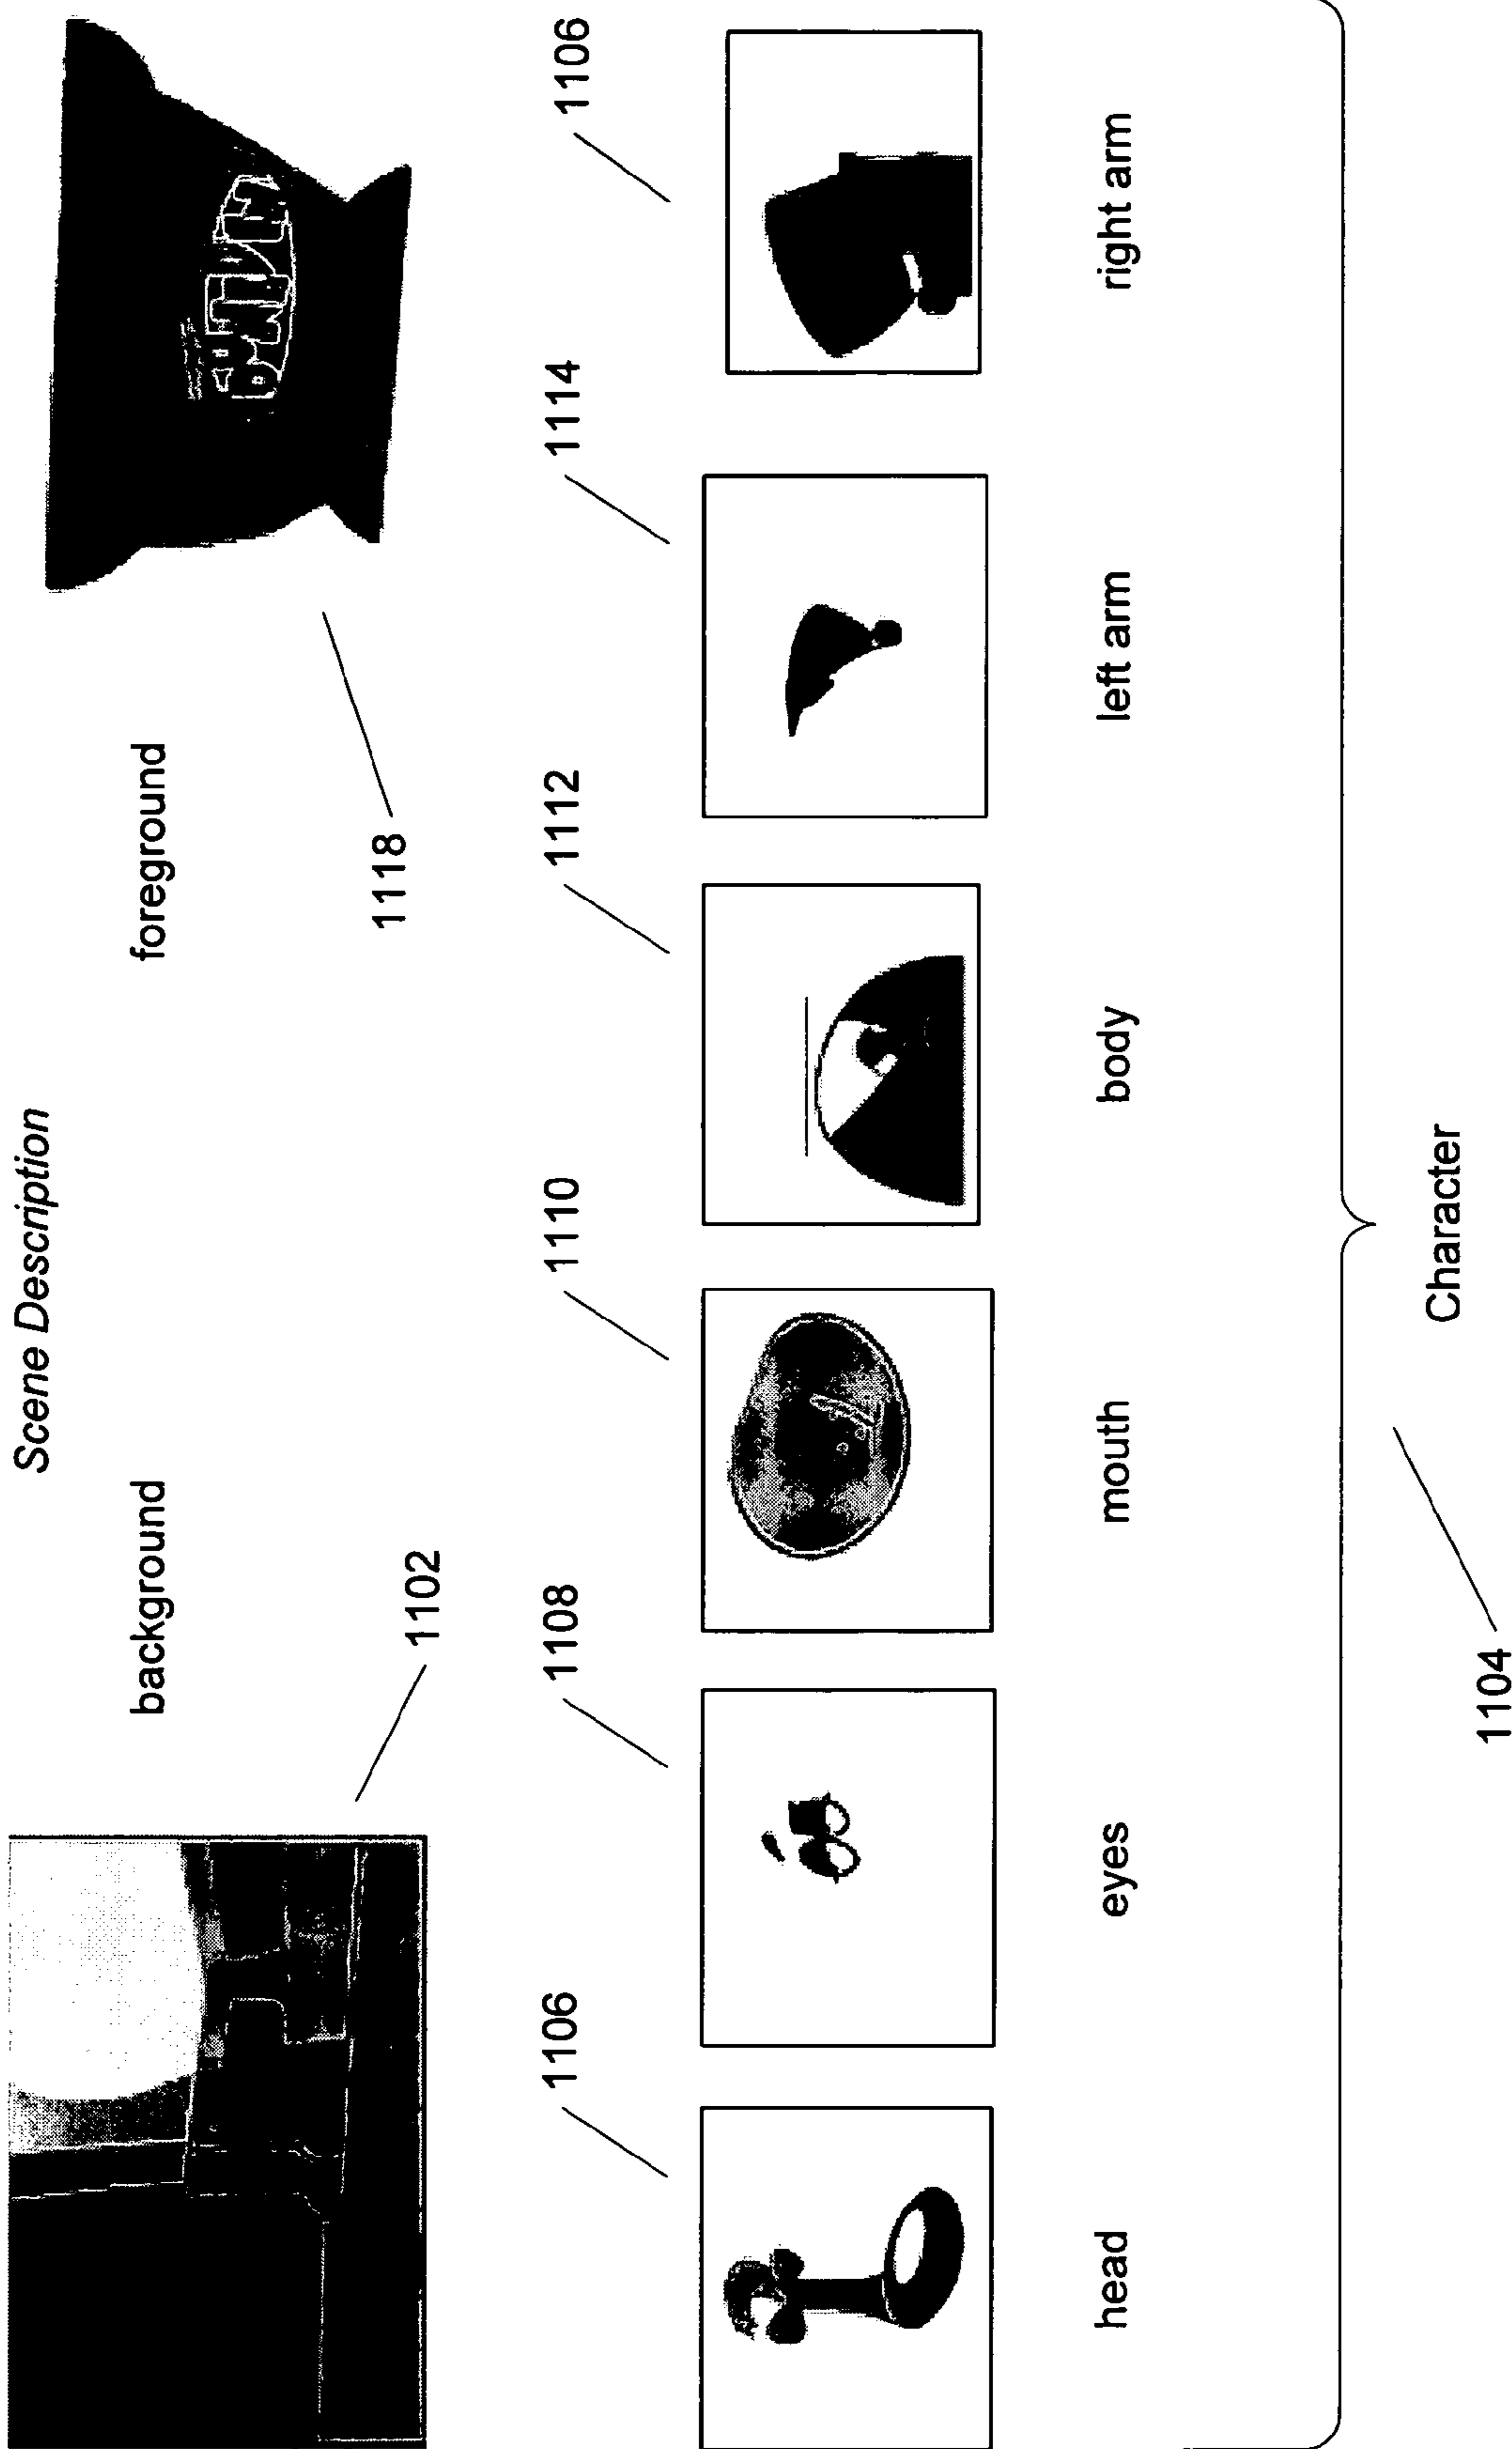 Scene Description
background
foreground
1102
1118
1106
1108
1110
1112
1114
1106
head
eyes
mouth
body
left arm
right arm
Character
1104